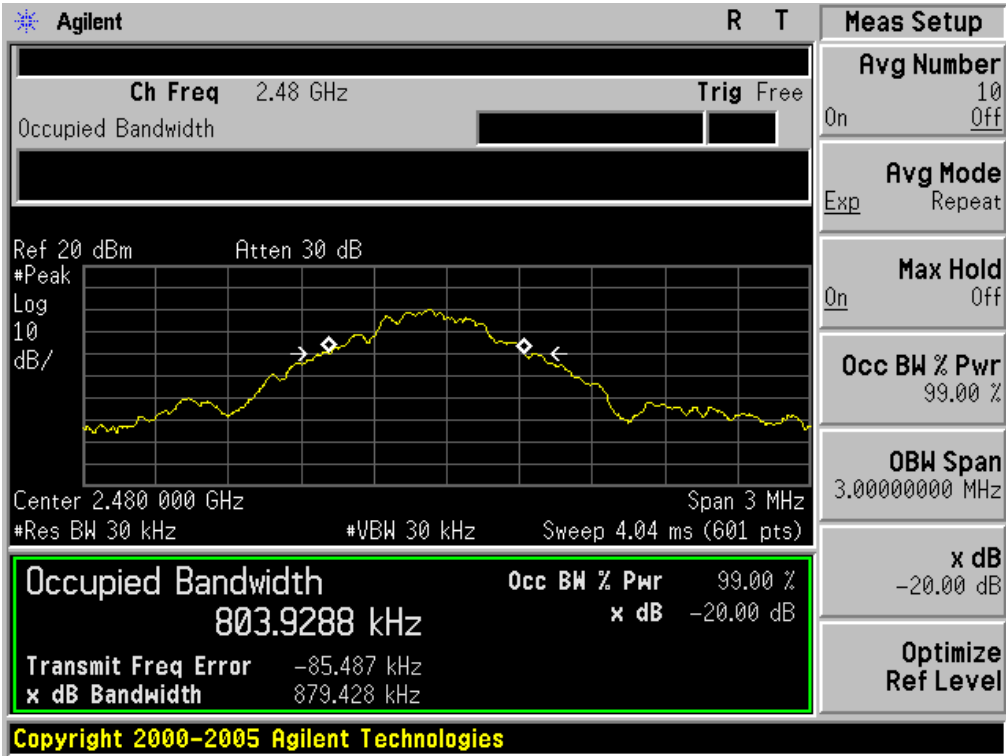 Agilent R T
Ch Freq 2.48 GHz Trig Free
Occupied Bandwidth
Ref 20 dBm Atten 30 dB
#Peak
Log
10
dB/
Center 2.480 000 GHz Span 3 MHz
#Res BW 30 kHz #VBW 30 kHz Sweep 4.04 ms (601 pts)
Occupied Bandwidth Occ BW % Pwr 99.00 %
803.9288 kHz x dB -20.00 dB
Transmit Freq Error -85.487 kHz
x dB Bandwidth 879.428 kHz
Copyright 2000-2005 Agilent Technologies
Meas Setup
Avg Number
10
On Off
Avg Mode
Exp Repeat
Max Hold
On Off
Occ BW % Pwr
99.00 %
OBW Span
3.00000000 MHz
x dB
-20.00 dB
Optimize
Ref Level